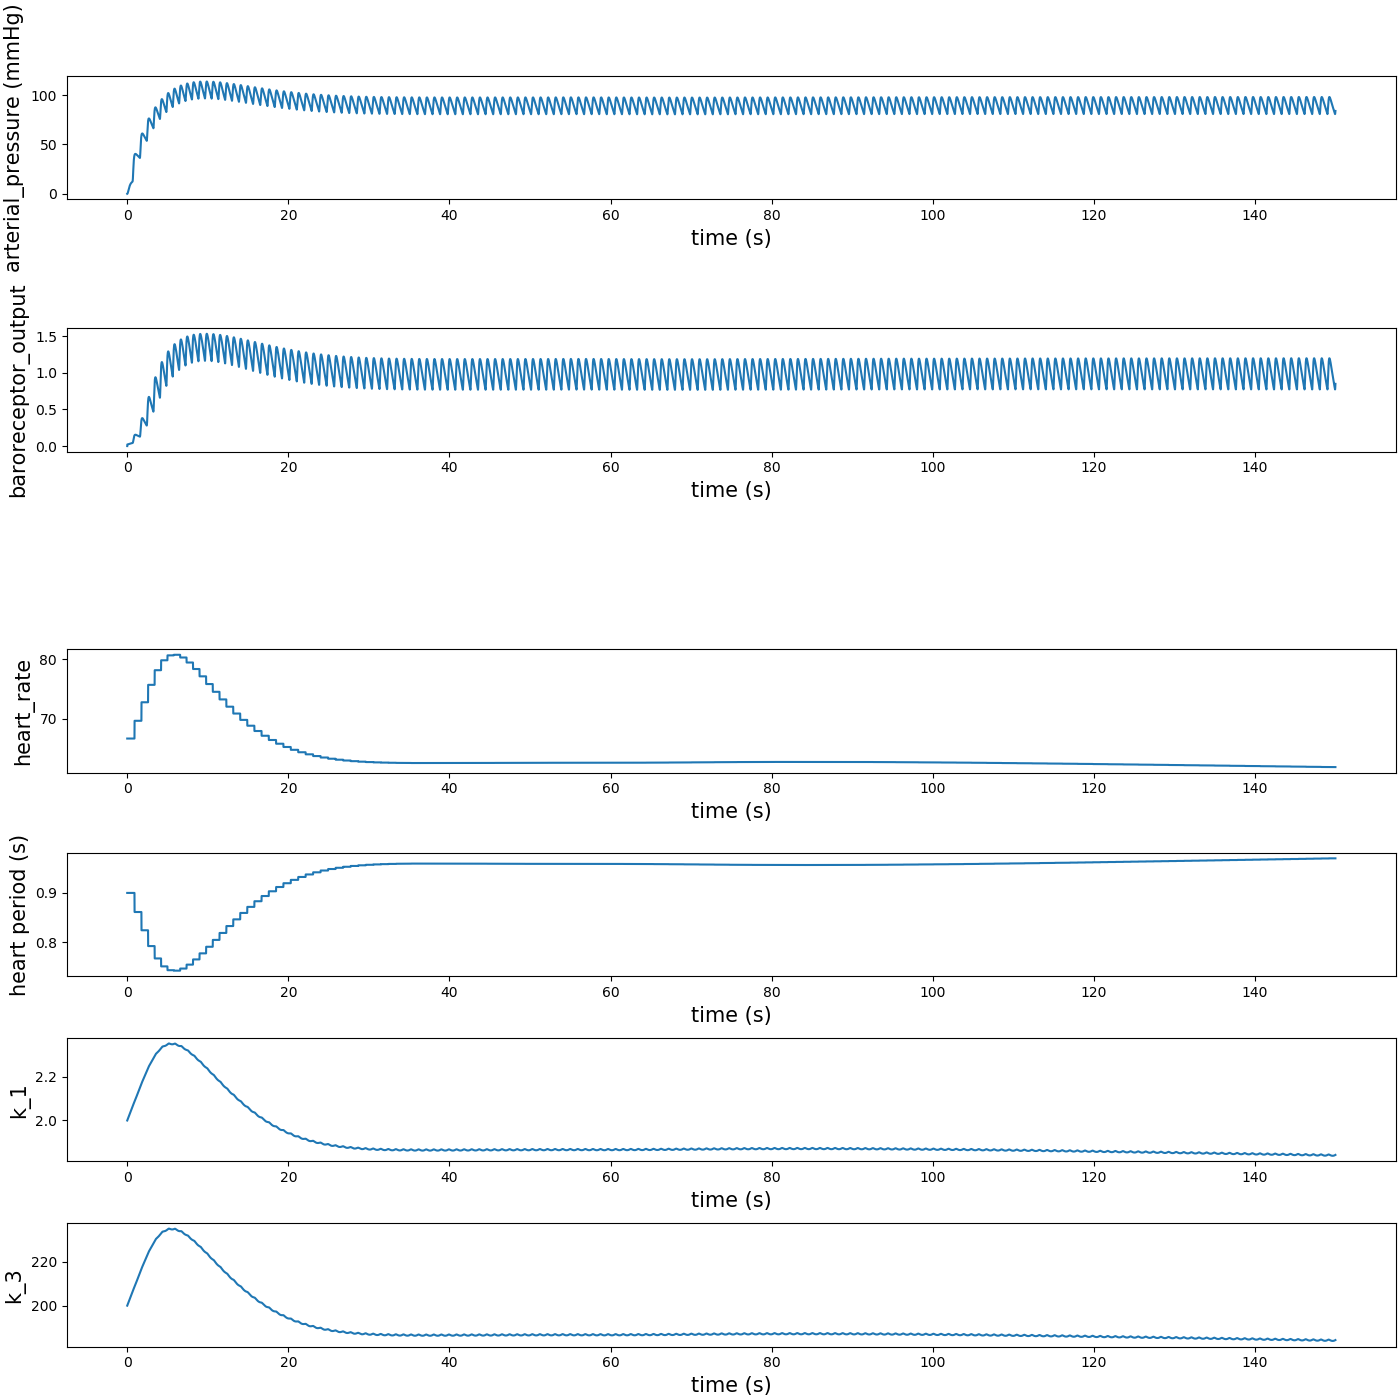 arterial_pressure (mmHg)
100
50
0
0 20 40 60 80 100 120 140
time (s)
baroreceptor_output
1.5
1.0
0.5
0.0
0 20 40 60 80 100 120 140
time (s)
heart_rate
80
70
0 20 40 60 80 100 120 140
time (s)
heart period (s)
0.9
0.8
0 20 40 60 80 100 120 140
time (s)
k_1
2.2
2.0
0 20 40 60 80 100 120 140
time (s)
k_3
220
200
0 20 40 60 80 100 120 140
time (s)